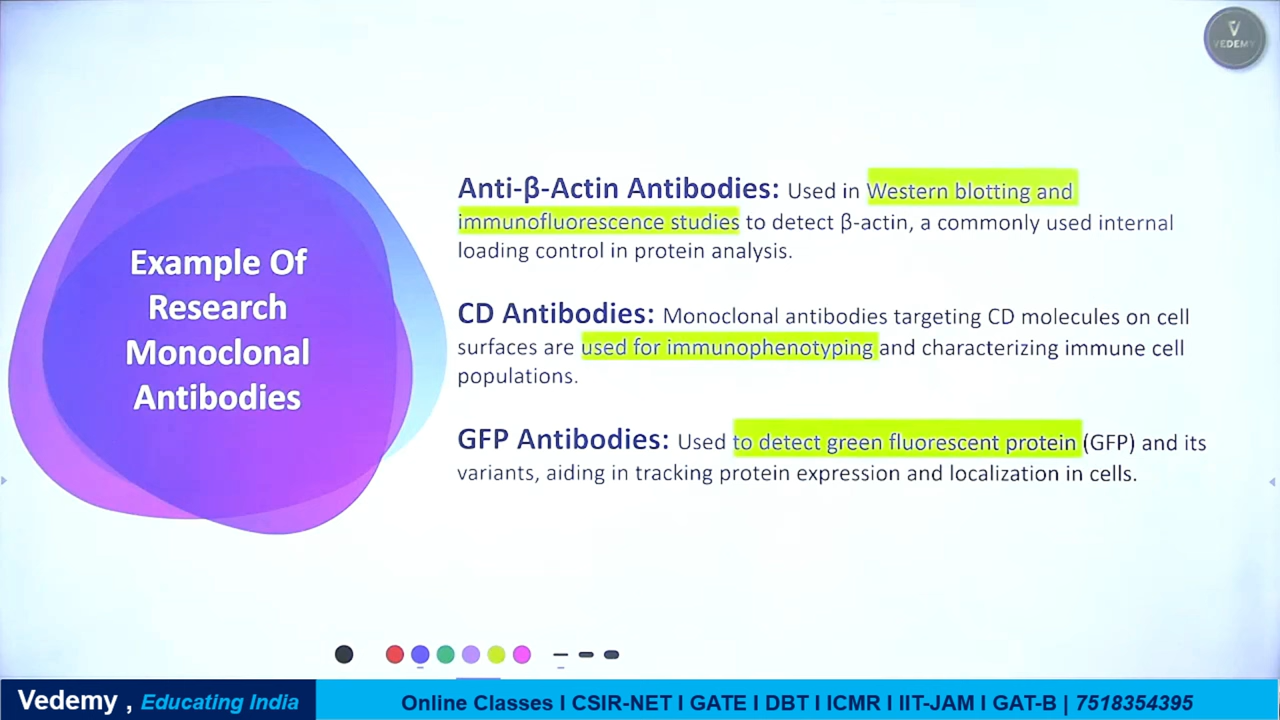 VEDEMY
Example Of
Research
Monoclonal
Antibodies
Anti-β-Actin Antibodies: Used in Western blotting and
immunofluorescence studies to detect β-actin, a commonly used internal
loading control in protein analysis.
CD Antibodies: Monoclonal antibodies targeting CD molecules on cell
surfaces are used for immunophenotyping and characterizing immune cell
populations.
GFP Antibodies: Used to detect green fluorescent protein (GFP) and its
variants, aiding in tracking protein expression and localization in cells.
Vedemy , Educating India
Online Classes I CSIR-NET I GATE I DBT I ICMR I IIT-JAM I GAT-B | 7518354395